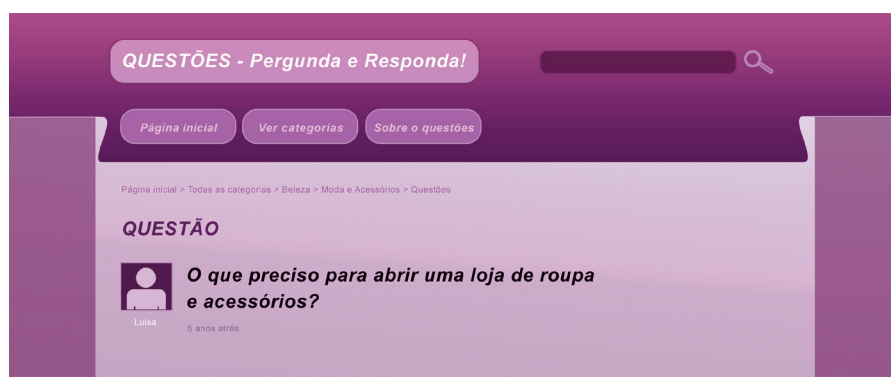 QUESTÕES - Pergunda e Responda!
Página inicial
Ver categorias
Sobre o questões
Página inicial > Todas as categorias > Beleza > Moda e Acessórios > Questões
QUESTÃO
O que preciso para abrir uma loja de roupa
e acessórios?
Luisa
5 anos atrás